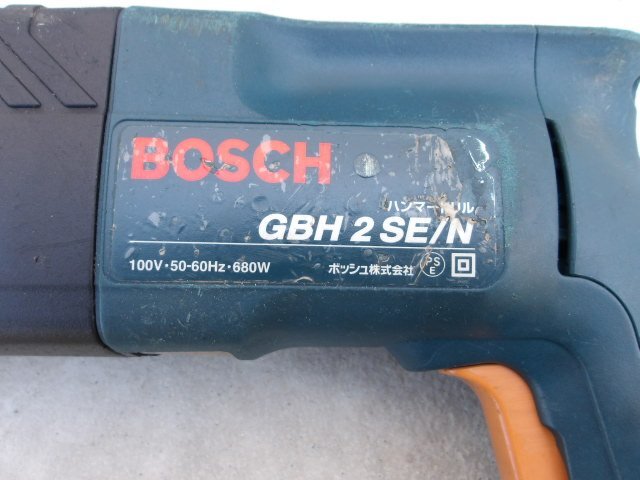 BOSCH
ハンマードリル
GBH 2 SE/N
100V・50-60Hz・680W
ボッシュ株式会社
PS
E